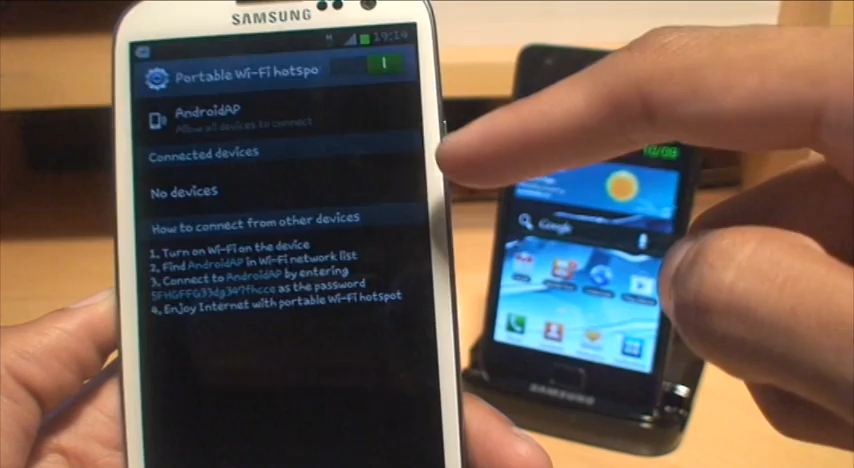 SAMSUNG
19:14
Portable Wi-Fi hotspo
AndroidAP
Allow all devices to connect
Connected devices
No devices
How to connect from other devices
1. Turn on Wi-Fi on the device
2. Find AndroidAP in Wi-Fi network list
3. Connect to AndroidAP by entering
as the password
4. Enjoy Internet with portable Wi-Fi hotspot
Google
SAMSUNG